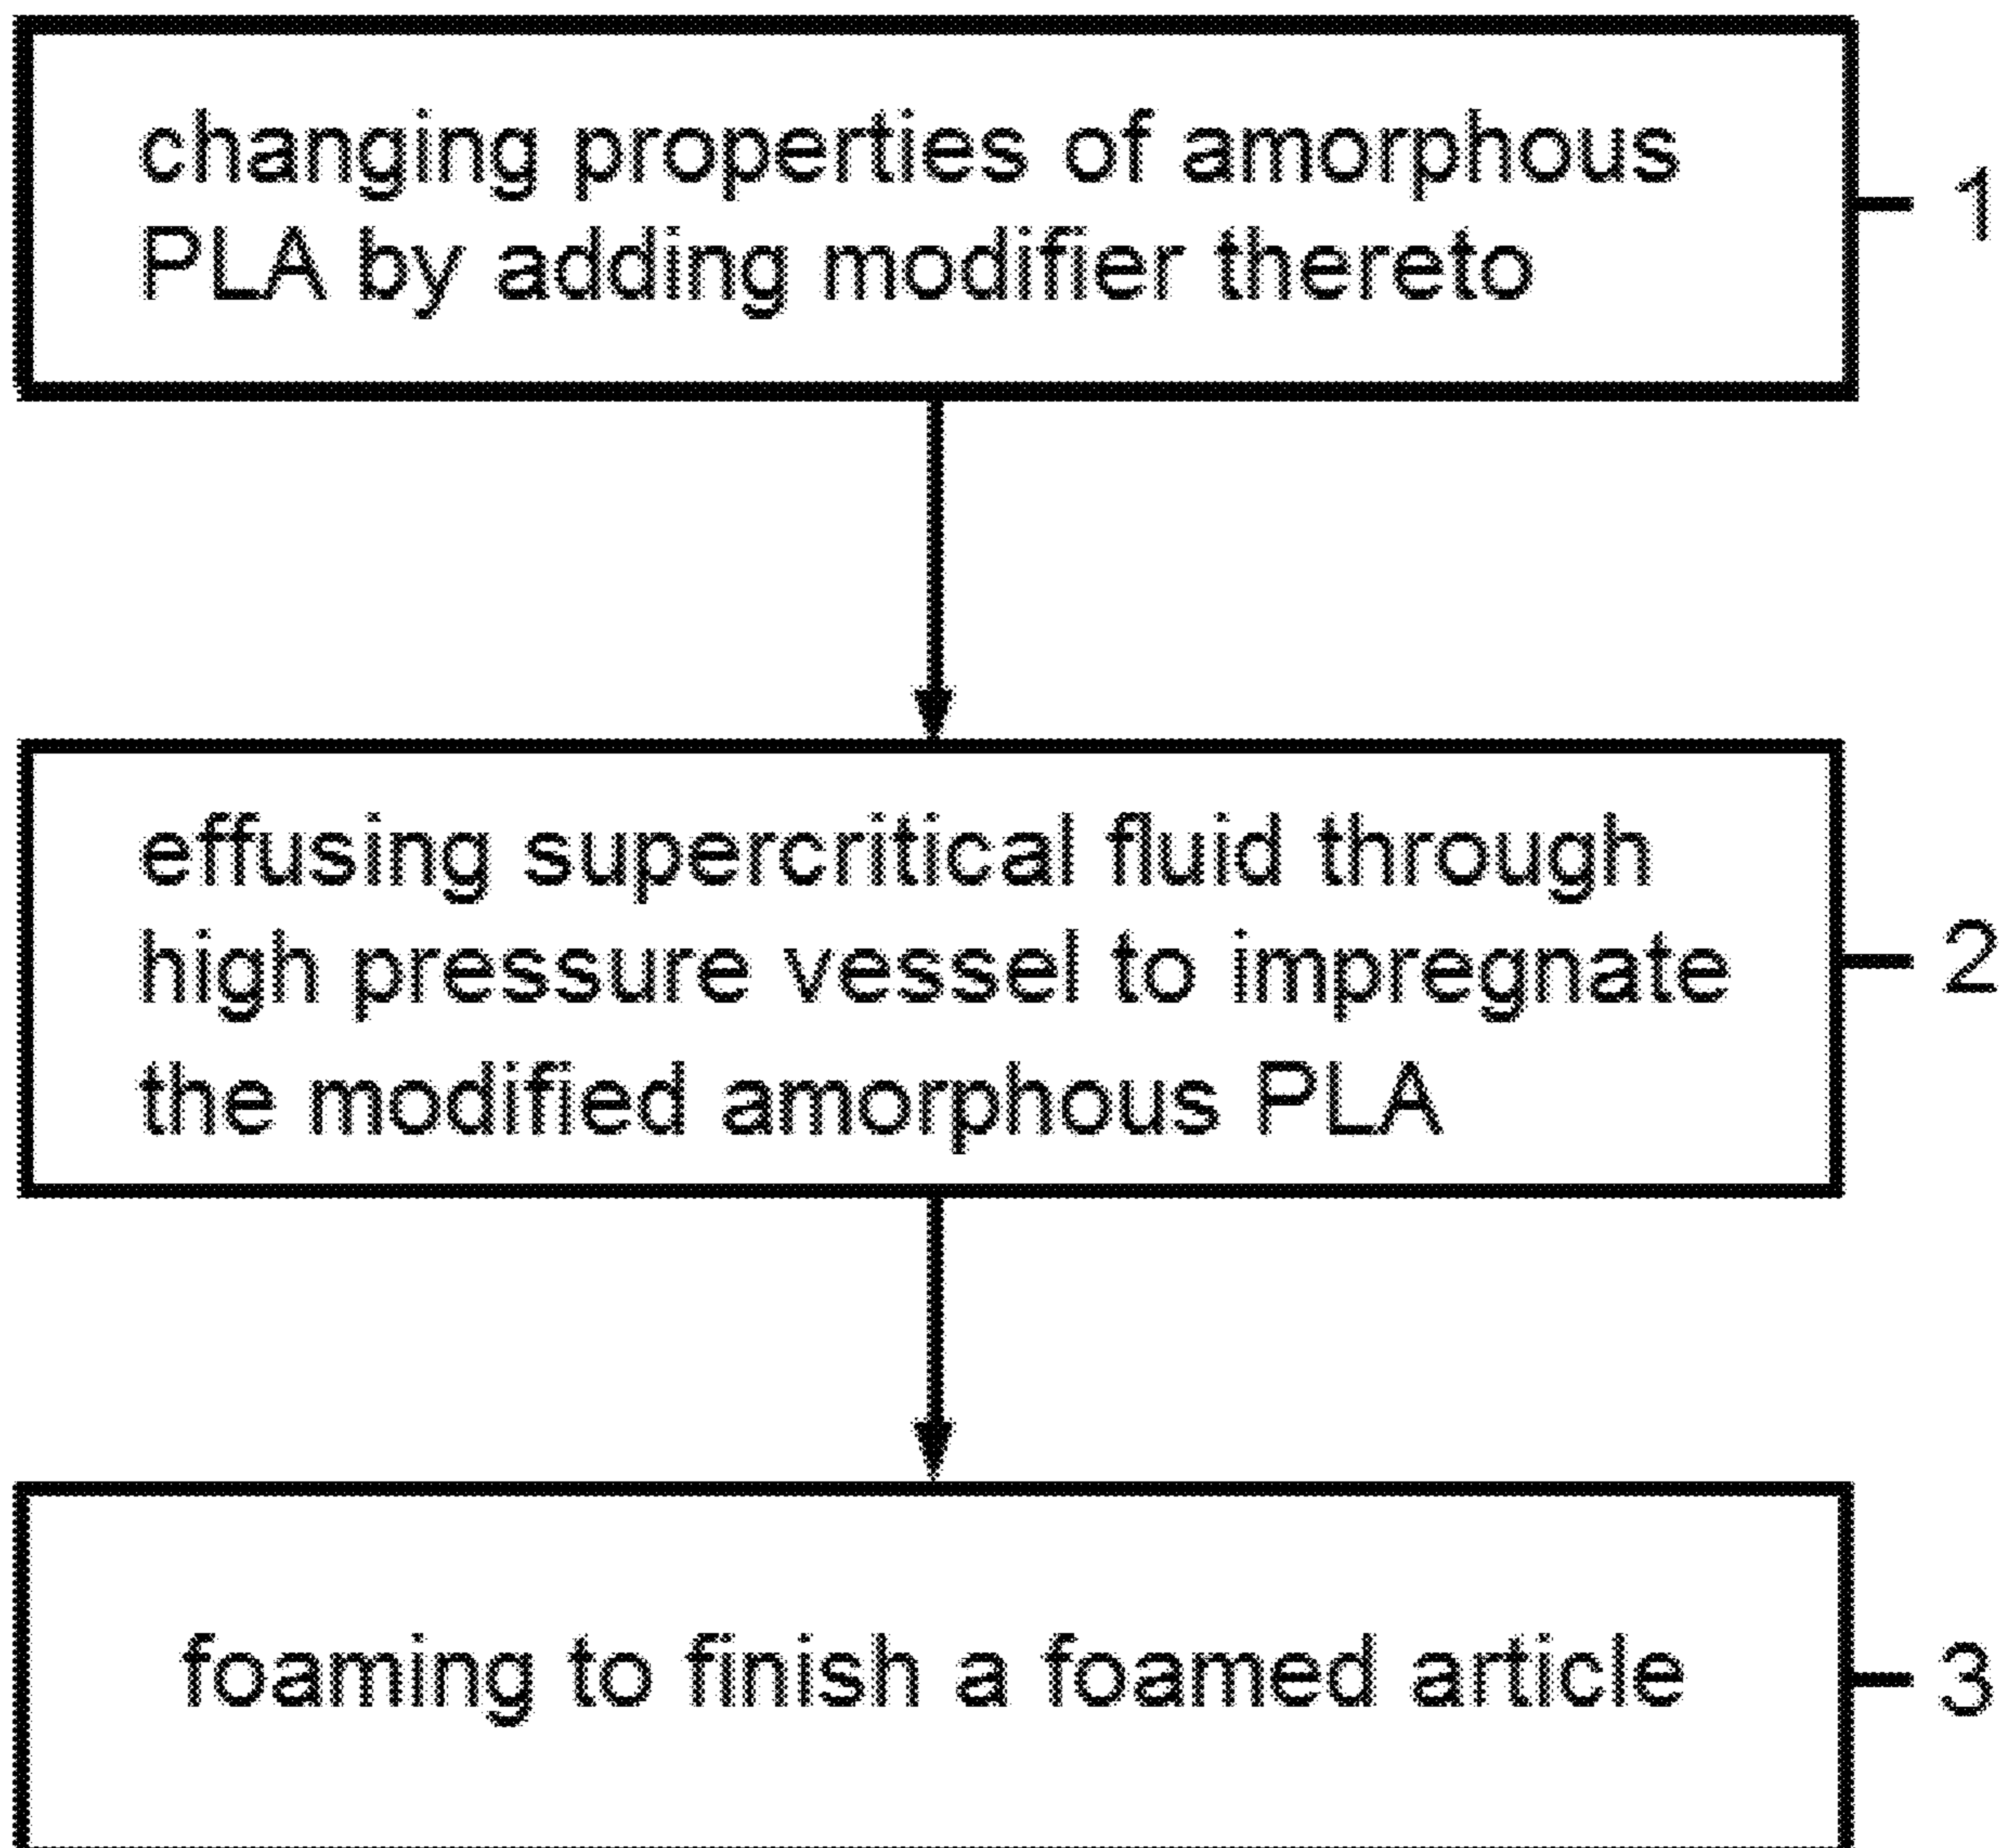 changing properties of amorphous
PLA by adding modifier thereto
1
effusing supercritical fluid through
high pressure vessel to impregnate
the modified amorphous PLA
2
foaming to finish a foamed article
3